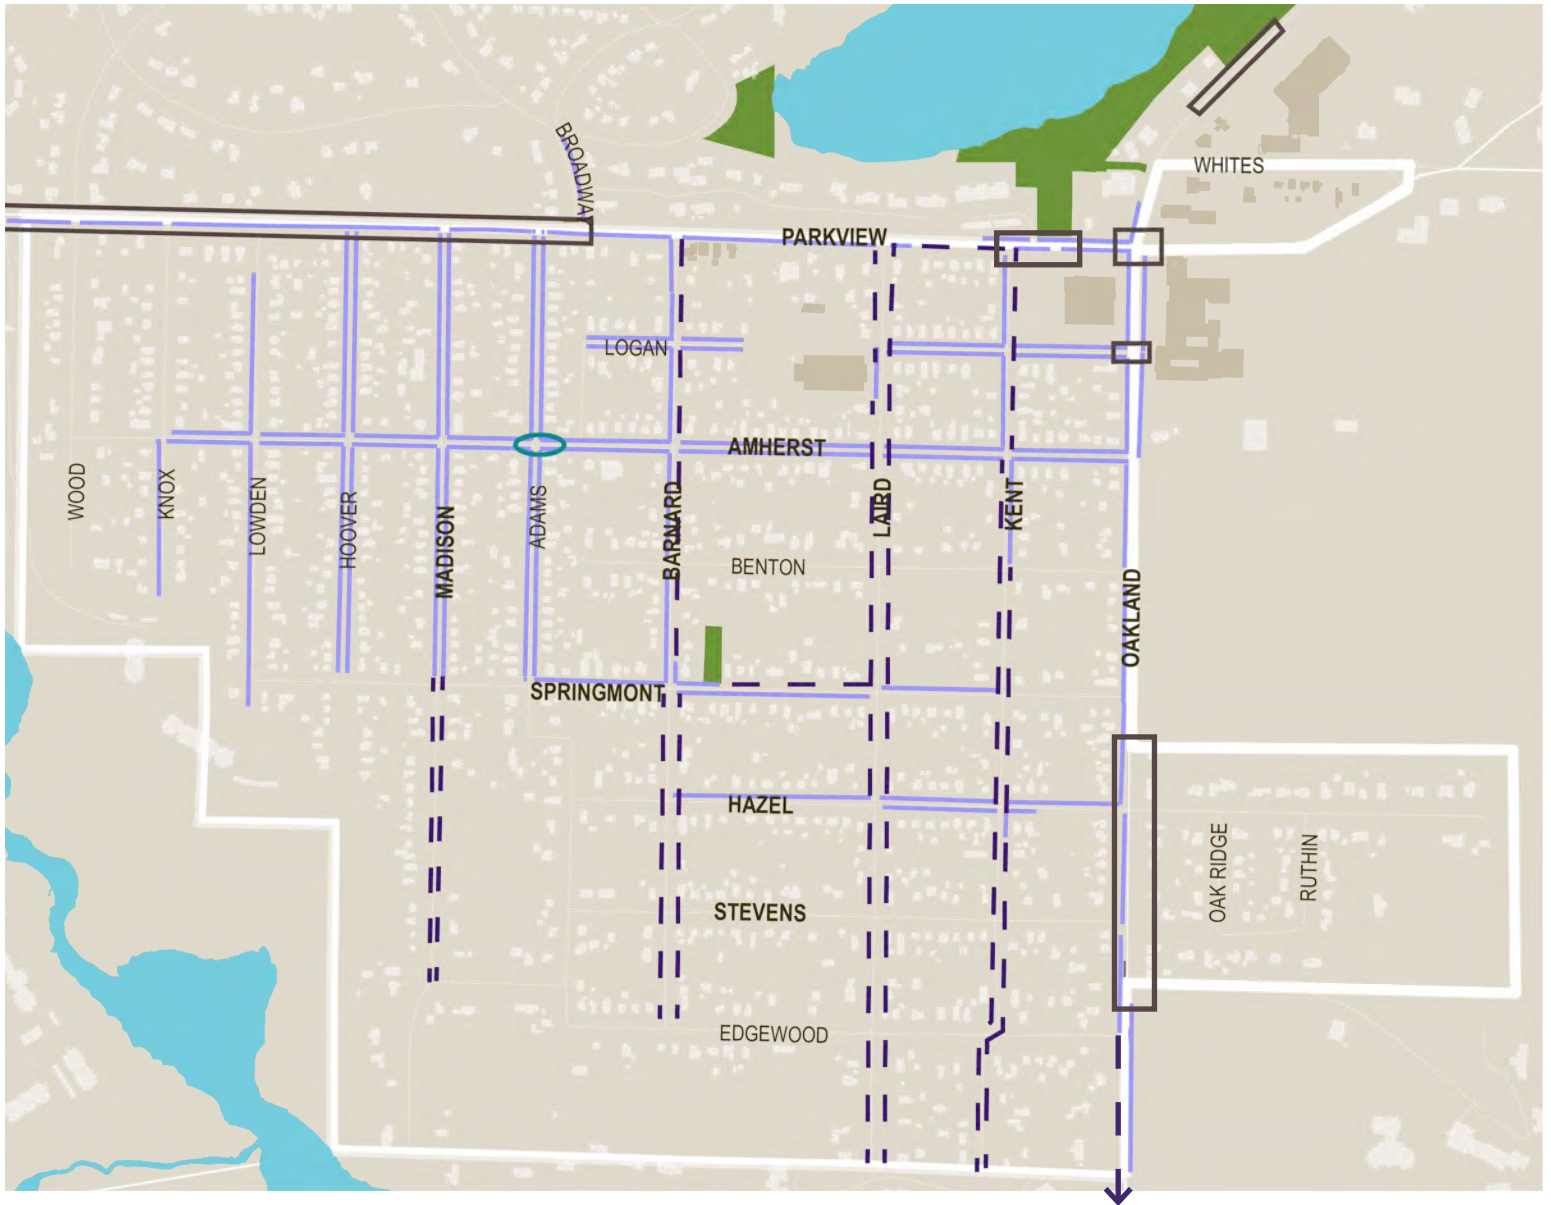 BROADWAY
WHITES
PARKVIEW
LOGAN
AMHERST
WOOD
KNOX
LOWDEN
HOOVER
MADISON
ADAMS
BARNARD
LAIRD
KENT
BENTON
OAKLAND
SPRINGMONT
HAZEL
OAK RIDGE
RUTHIN
STEVENS
EDGEWOOD